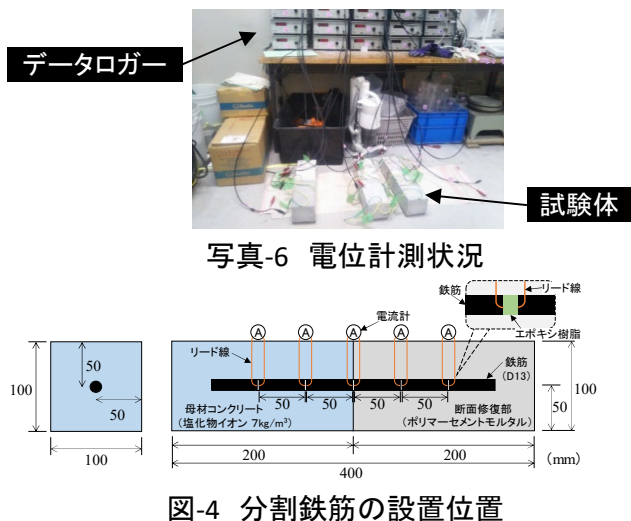 データロガー
試験体
写真-6 電位計測状況
鉄筋
リード線
エポキシ樹脂
電流計
A A A A A
リード線
鉄筋
(D13)
100
50
50
100
50 50 50 50
母材コンクリート
(塩化物イオン 7kg/m³)
断面修復部
(ポリマーセメントモルタル)
50
100
200 200
400
(mm)
図-4 分割鉄筋の設置位置